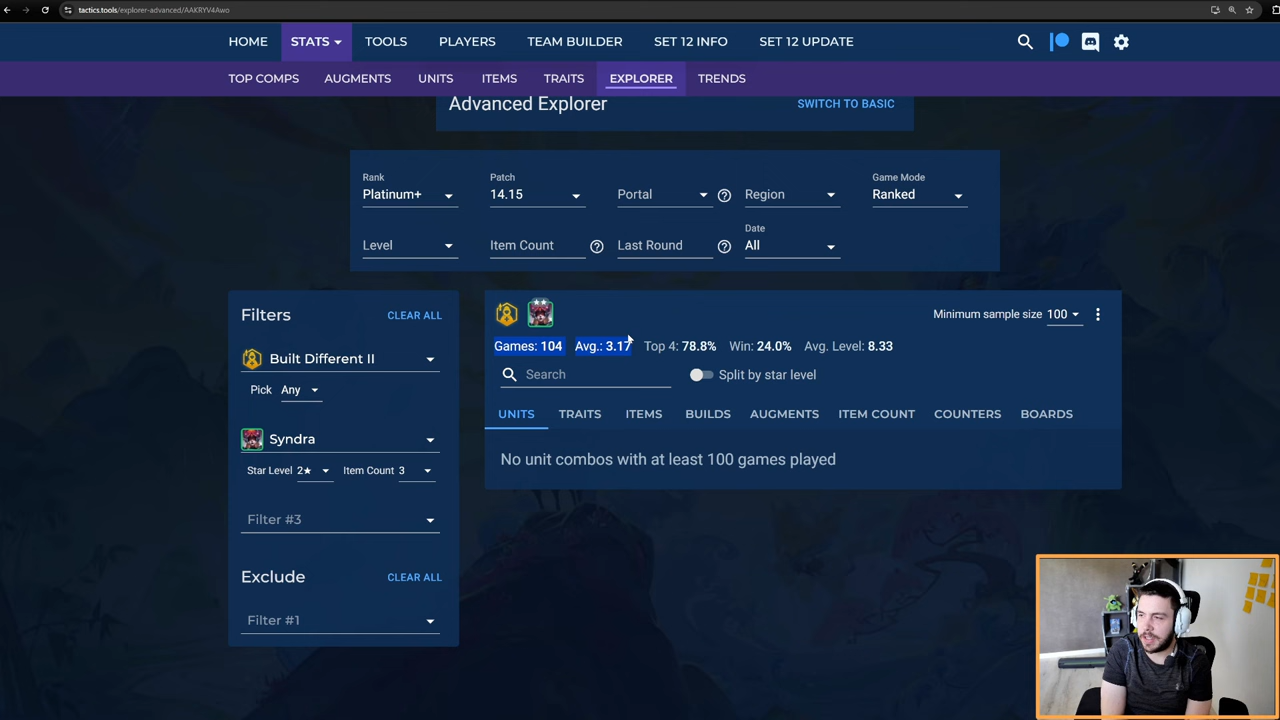 tactics.tools/explorer-advanced/AAKRYV4Awo
HOME STATS TOOLS PLAYERS TEAM BUILDER SET 12 INFO SET 12 UPDATE
TOP COMPS AUGMENTS UNITS ITEMS TRAITS EXPLORER TRENDS
Advanced Explorer SWITCH TO BASIC
Rank Patch Game Mode
Platinum+ 14.15 Portal Region Ranked
Date
Level Item Count Last Round All
Filters CLEAR ALL
Built Different II
Pick Any
Syndra
Star Level 2★ Item Count 3
Filter #3
Exclude CLEAR ALL
Filter #1
Minimum sample size 100
Games: 104 Avg.: 3.17 Top 4: 78.8% Win: 24.0% Avg. Level: 8.33
Search Split by star level
UNITS TRAITS ITEMS BUILDS AUGMENTS ITEM COUNT COUNTERS BOARDS
No unit combos with at least 100 games played